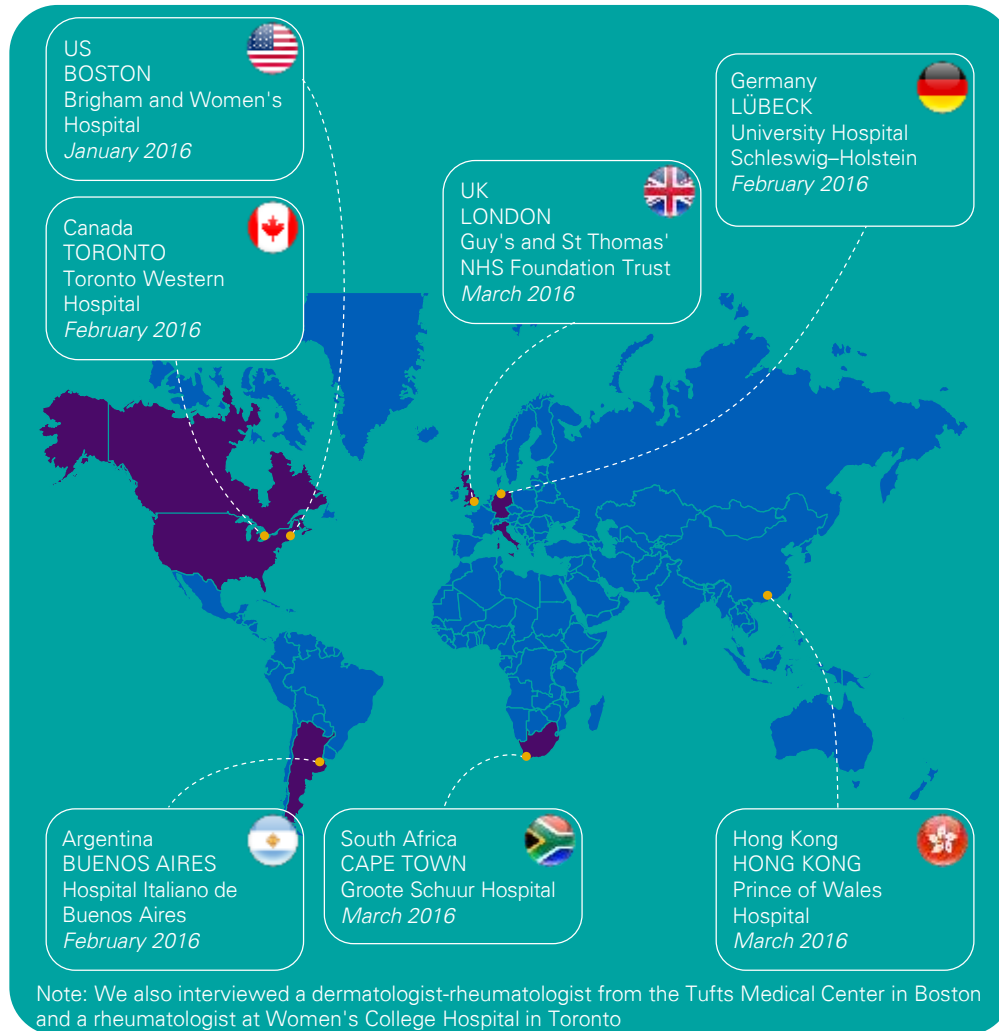 US
BOSTON
Brigham and Women's
Hospital
January 2016
Canada
TORONTO
Toronto Western
Hospital
February 2016
UK
LONDON
Guy's and St Thomas'
NHS Foundation Trust
March 2016
Germany
LÜBECK
University Hospital
Schleswig–Holstein
February 2016
Argentina
BUENOS AIRES
Hospital Italiano de
Buenos Aires
February 2016
South Africa
CAPE TOWN
Groote Schuur Hospital
March 2016
Hong Kong
HONG KONG
Prince of Wales
Hospital
March 2016
Note: We also interviewed a dermatologist-rheumatologist from the Tufts Medical Center in Boston
and a rheumatologist at Women's College Hospital in Toronto